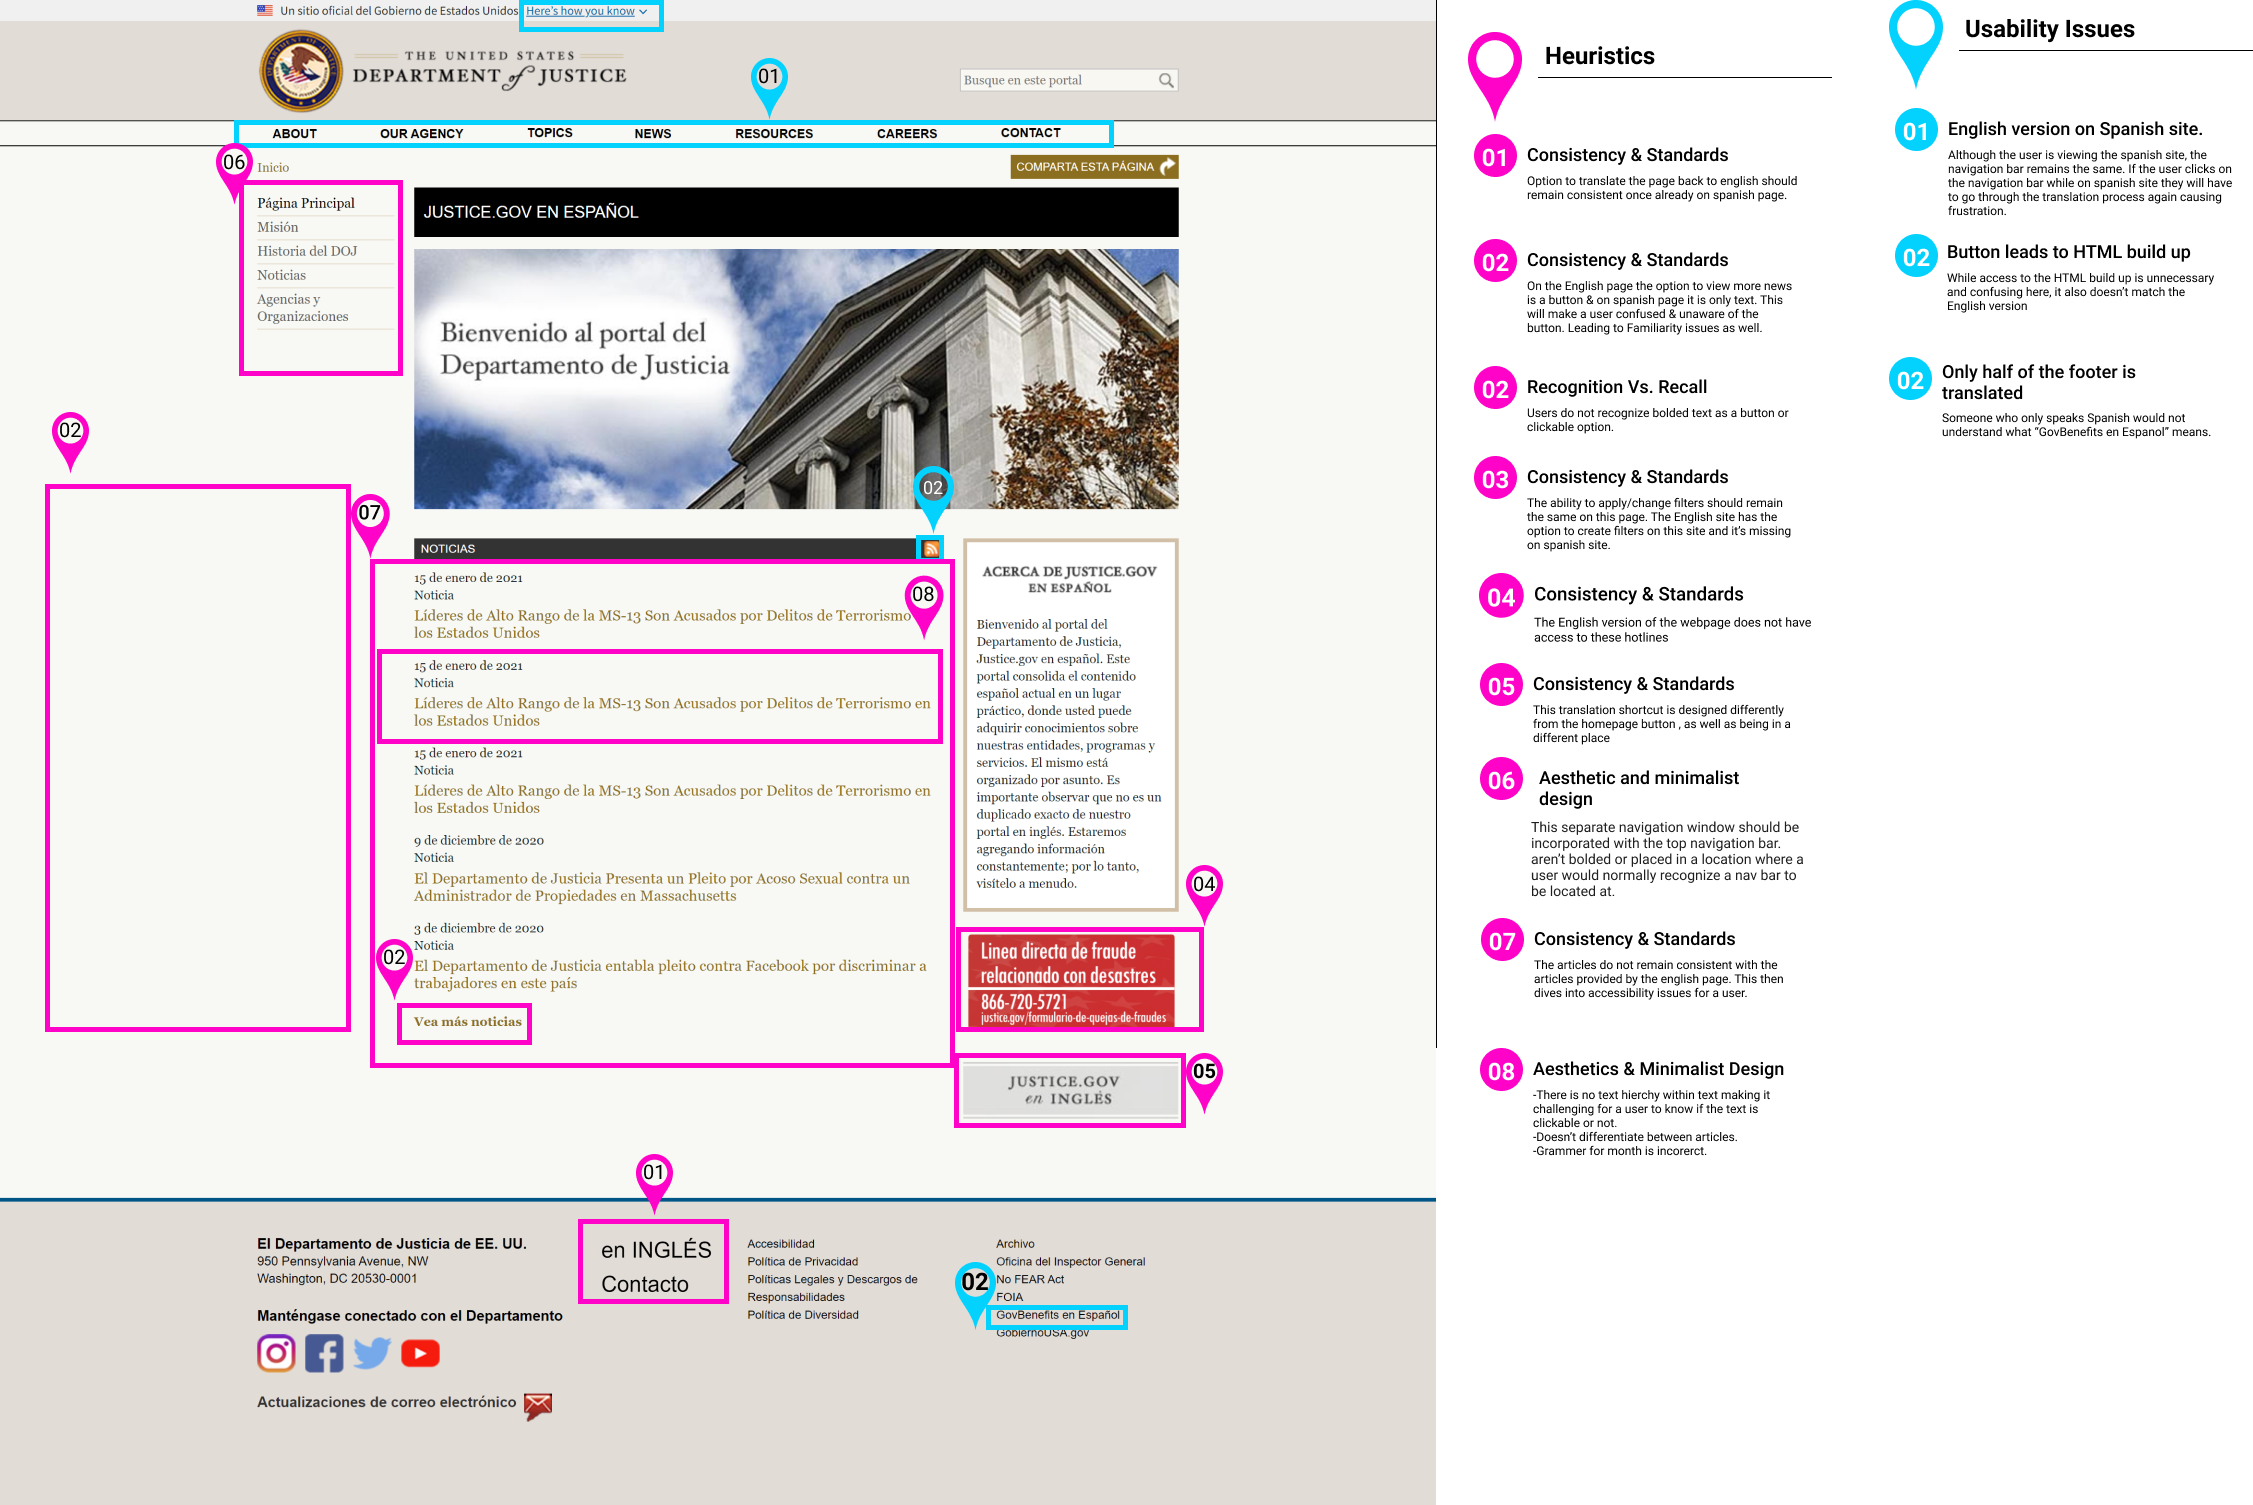 Un sitio oficial del Gobierno de Estados Unidos Here's how you know
THE UNITED STATES
DEPARTMENT of JUSTICE
Busque en este portal
01
ABOUT OUR AGENCY TOPICS NEWS RESOURCES CAREERS CONTACT
06
Inicio
COMPARTA ESTA PÁGINA
Página Principal
Misión
Historia del DOJ
Noticias
Agencias y
Organizaciones
JUSTICE.GOV EN ESPAÑOL
Bienvenido al portal del
Departamento de Justicia
02
07
02
NOTICIAS
15 de enero de 2021
Noticia
08
Líderes de Alto Rango de la MS-13 Son Acusados por Delitos de Terrorismo
los Estados Unidos
15 de enero de 2021
Noticia
Líderes de Alto Rango de la MS-13 Son Acusados por Delitos de Terrorismo en
los Estados Unidos
15 de enero de 2021
Noticia
Líderes de Alto Rango de la MS-13 Son Acusados por Delitos de Terrorismo en
los Estados Unidos
9 de diciembre de 2020
Noticia
El Departamento de Justicia Presenta un Pleito por Acoso Sexual contra un
Administrador de Propiedades en Massachusetts
3 de diciembre de 2020
Noticia
02
El Departamento de Justicia entabla pleito contra Facebook por discriminar a
trabajadores en este país
Vea más noticias
ACERCA DE JUSTICE.GOV
EN ESPAÑOL
Bienvenido al portal del
Departamento de Justicia,
Justice.gov en español. Este
portal consolida el contenido
español actual en un lugar
práctico, donde usted puede
adquirir conocimientos sobre
nuestras entidades, programas y
servicios. El mismo está
organizado por asunto. Es
importante observar que no es un
duplicado exacto de nuestro
portal en inglés. Estaremos
agregando información
constantemente; por lo tanto,
visítelo a menudo.
04
Linea directa de fraude
relacionado con desastres
866-720-5721
justice.gov/formulario-de-quejas-de-fraudes
05
JUSTICE.GOV
en INGLÉS
01
El Departamento de Justicia de EE. UU.
950 Pennsylvania Avenue, NW
Washington, DC 20530-0001
Manténgase conectado con el Departamento
Actualizaciones de correo electrónico
en INGLÉS
Contacto
Accesibilidad
Política de Privacidad
Políticas Legales y Descargos de
Responsabilidades
Política de Diversidad
Archivo
Oficina del Inspector General
02
No FEAR Act
FOIA
GovBenefits en Español
GobiernoUSA.gov
Heuristics
01 Consistency & Standards
Option to translate the page back to english should
remain consistent once already on spanish page.
02 Consistency & Standards
On the English page the option to view more news
is a button & on spanish page it is only text. This
will make a user confused & unaware of the
button. Leading to Familiarity issues as well.
02 Recognition Vs. Recall
Users do not recognize bolded text as a button or
clickable option.
03 Consistency & Standards
The ability to apply/change filters should remain
the same on this page. The English site has the
option to create filters on this site and it's missing
on spanish site.
04 Consistency & Standards
The English version of the webpage does not have
access to these hotlines
05 Consistency & Standards
This translation shortcut is designed differently
from the homepage button , as well as being in a
different place
06 Aesthetic and minimalist
design
This separate navigation window should be
incorporated with the top navigation bar.
aren't bolded or placed in a location where a
user would normally recognize a nav bar to
be located at.
07 Consistency & Standards
The articles do not remain consistent with the
articles provided by the english page. This then
dives into accessibility issues for a user.
08 Aesthetics & Minimalist Design
-There is no text hierchy within text making it
challenging for a user to know if the text is
clickable or not.
-Doesn't differentiate between articles.
-Grammer for month is incorerct.
Usability Issues
01 English version on Spanish site.
Although the user is viewing the spanish site, the
navigation bar remains the same. If the user clicks on
the navigation bar while on spanish site they will have
to go through the translation process again causing
frustration.
02 Button leads to HTML build up
While access to the HTML build up is unnecessary
and confusing here, it also doesn't match the
English version
02 Only half of the footer is
translated
Someone who only speaks Spanish would not
understand what “GovBenefits en Espanol” means.